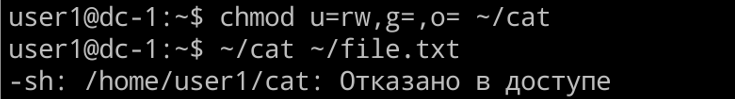 user1@dc-1:~$ chmod u=rw,g=,o= ~/cat
user1@dc-1:~$ ~/cat ~/file.txt
-sh: /home/user1/cat: Отказано в доступе